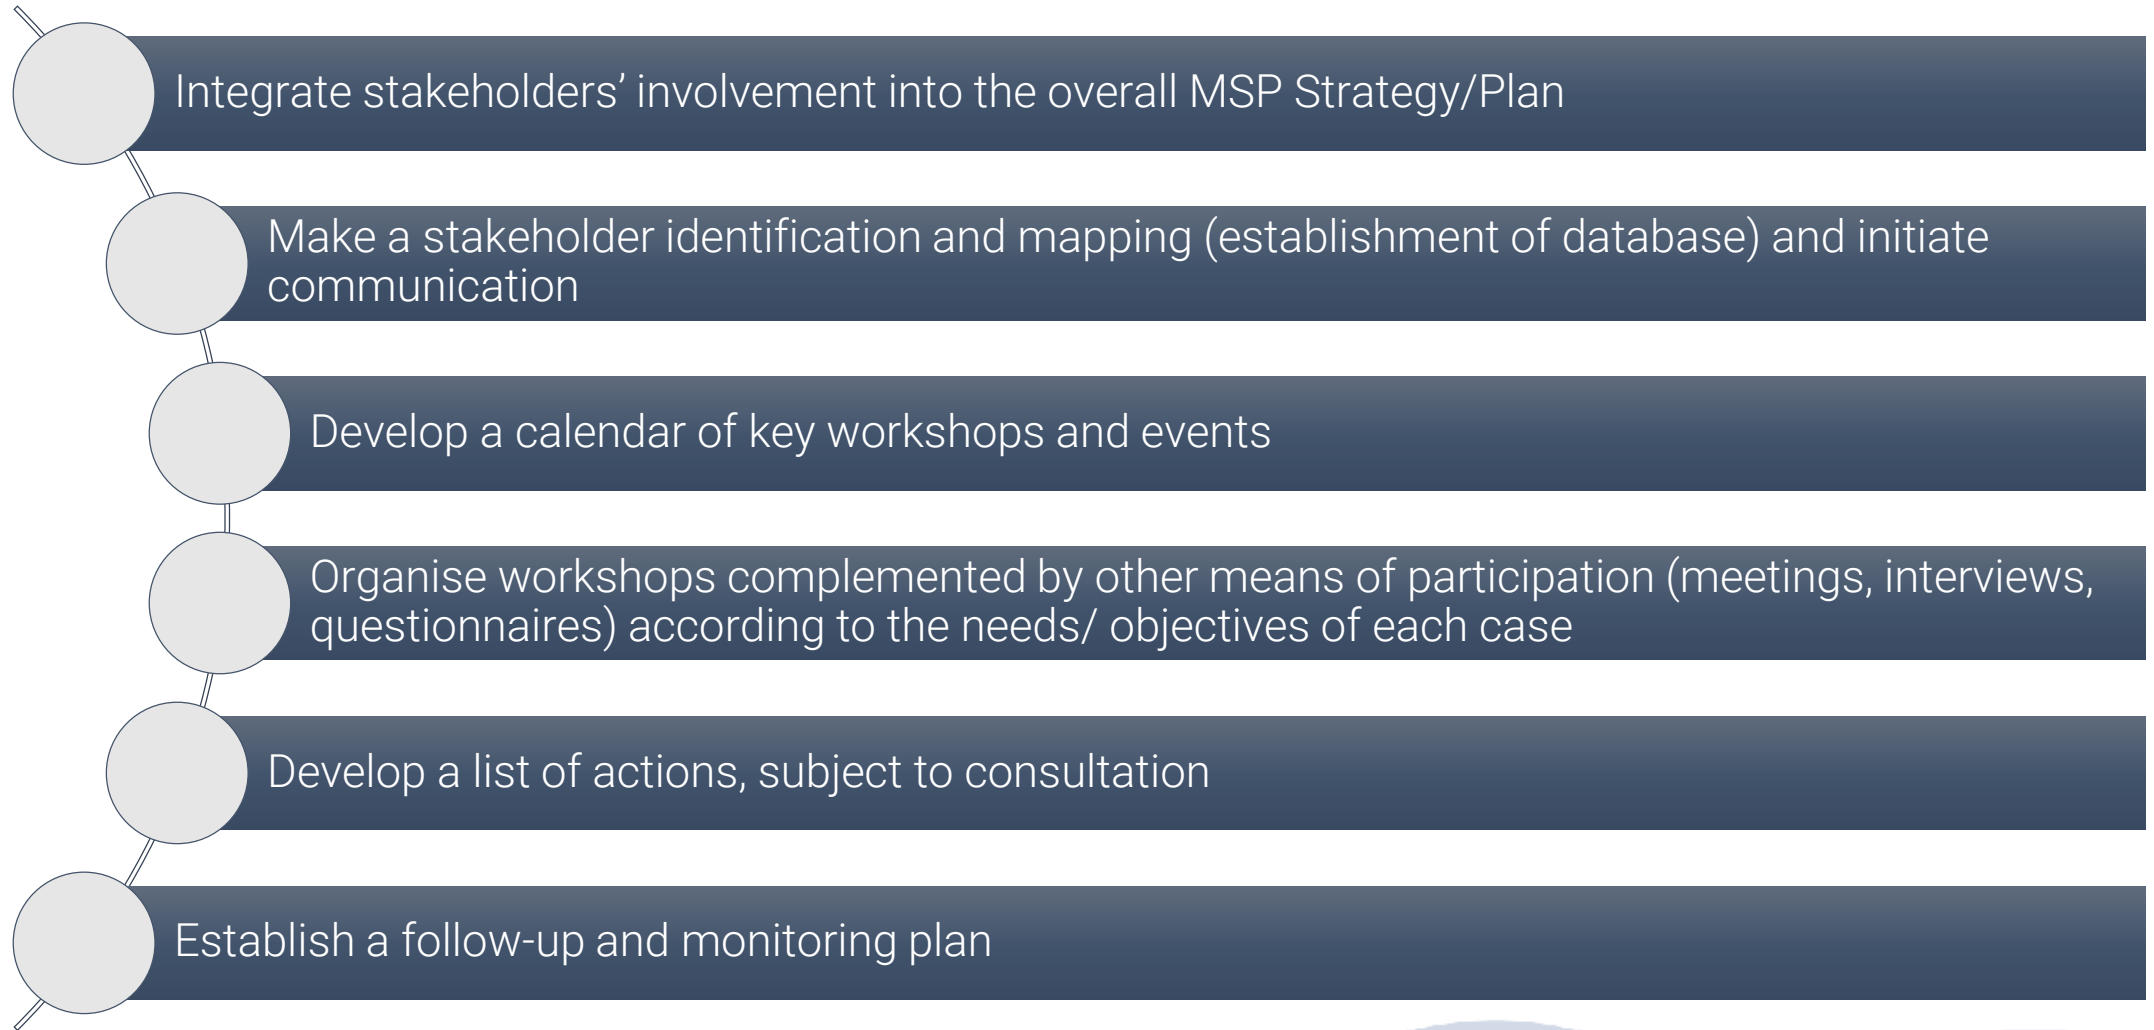 Integrate stakeholders’ involvement into the overall MSP Strategy/Plan
Make a stakeholder identification and mapping (establishment of database) and initiate
communication
Develop a calendar of key workshops and events
Organise workshops complemented by other means of participation (meetings, interviews,
questionnaires) according to the needs/ objectives of each case
Develop a list of actions, subject to consultation
Establish a follow-up and monitoring plan